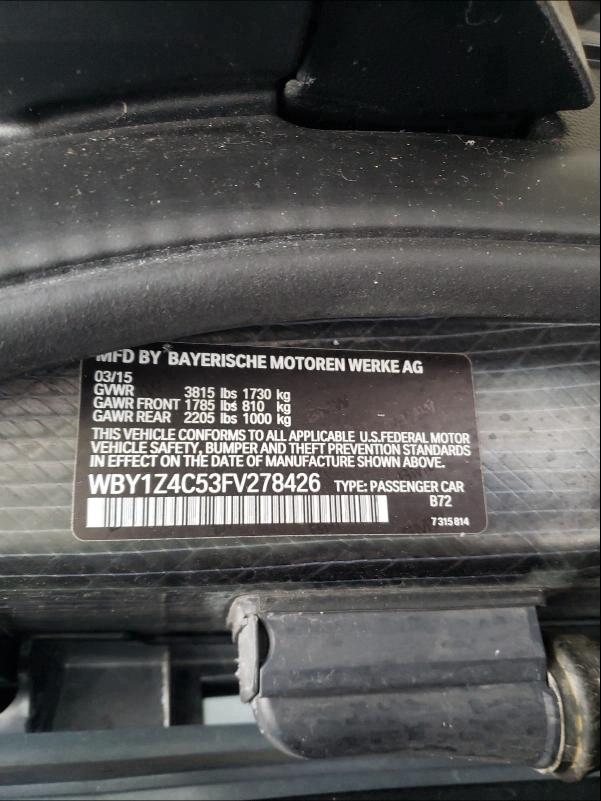 MFD BY BAYERISCHE MOTOREN WERKE AG
03/15
GVWR 3815 lbs 1730 kg
GAWR FRONT 1785 lbs 810 kg
GAWR REAR 2205 lbs 1000 kg
THIS VEHICLE CONFORMS TO ALL APPLICABLE U.S.FEDERAL MOTOR
VEHICLE SAFETY, BUMPER AND THEFT PREVENTION
STANDARDS IN EFFECT ON THE DATE OF MANUFACTURE SHOWN ABOVE.
WBY1Z4C53FV278426 TYPE: PASSENGER CAR
B72
7315814